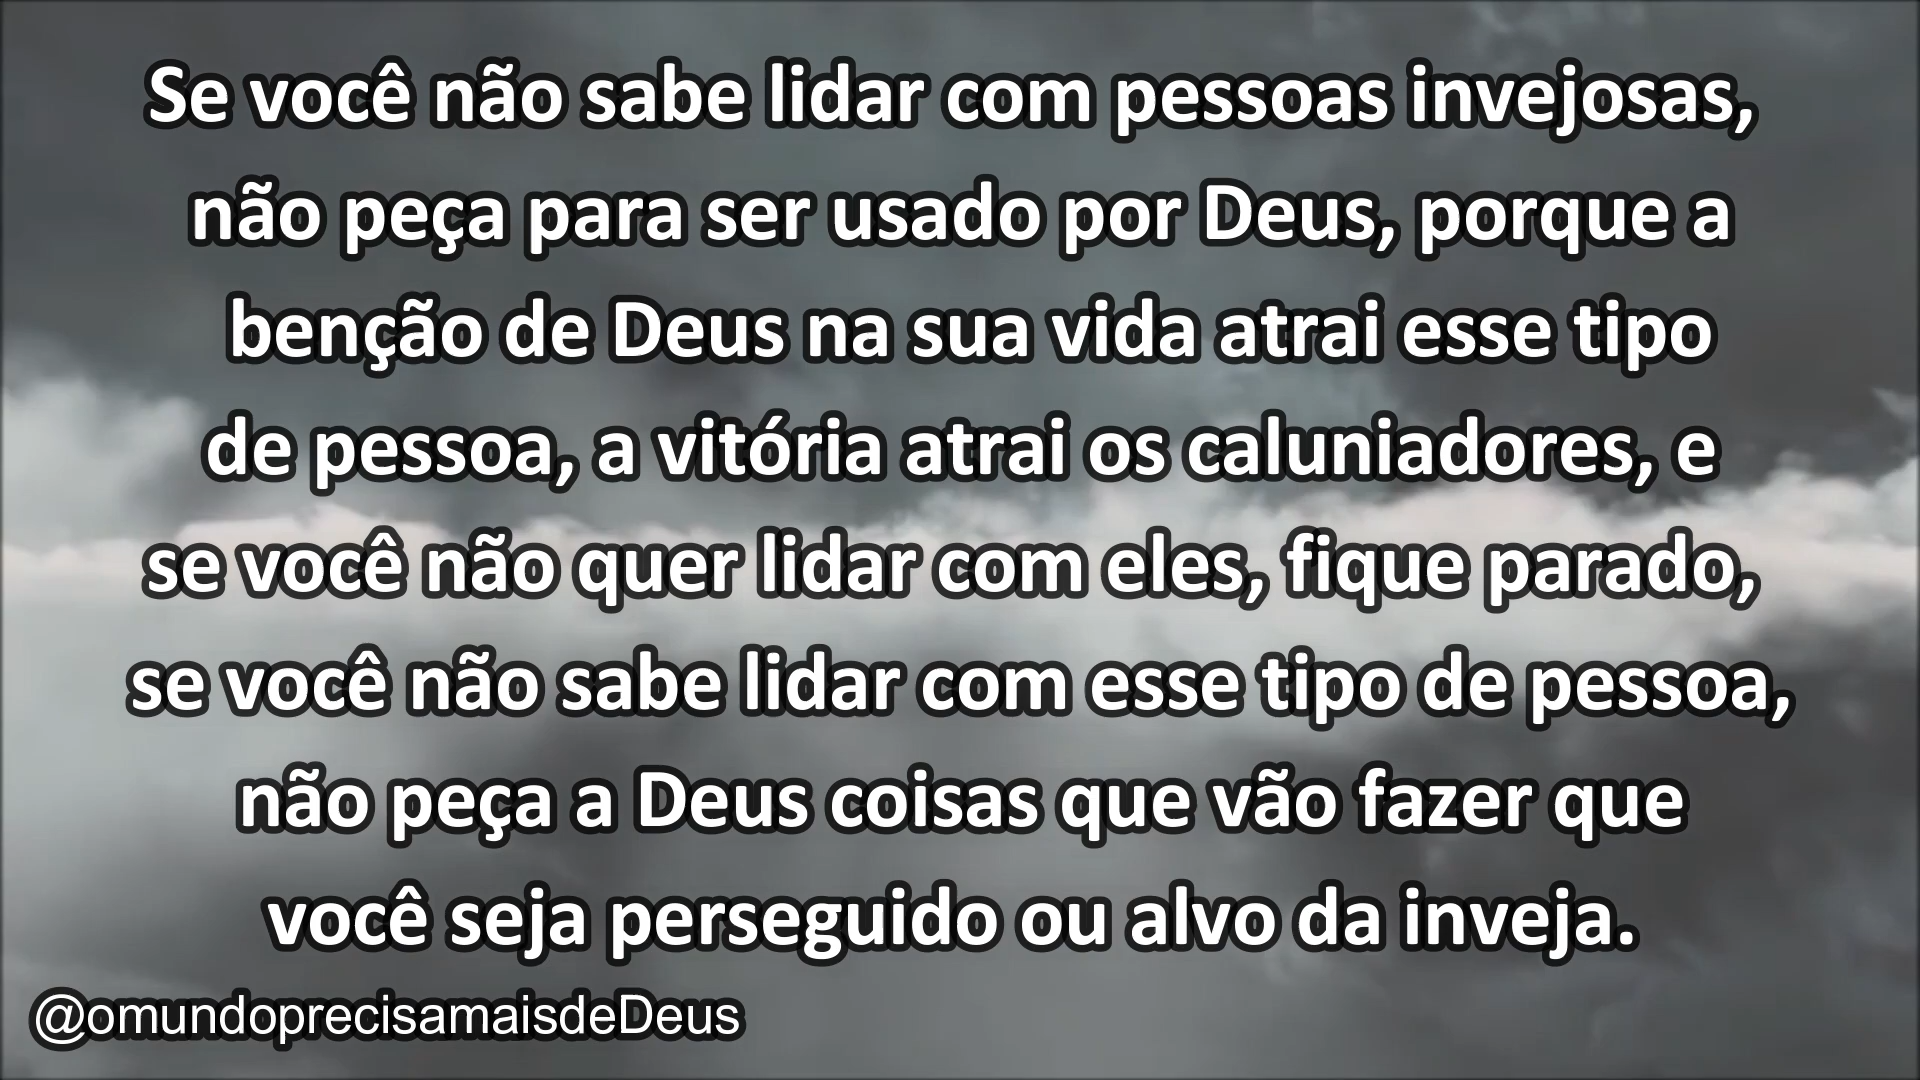 Se você não sabe lidar com pessoas invejosas,
não peça para ser usado por Deus, porque a
benção de Deus na sua vida atrai esse tipo
de pessoa, a vitória atrai os caluniadores, e
se você não quer lidar com eles, fique parado,
se você não sabe lidar com esse tipo de pessoa,
não peça a Deus coisas que vão fazer que
você seja perseguido ou alvo da inveja.
@omundoprecisamaisdeDeus